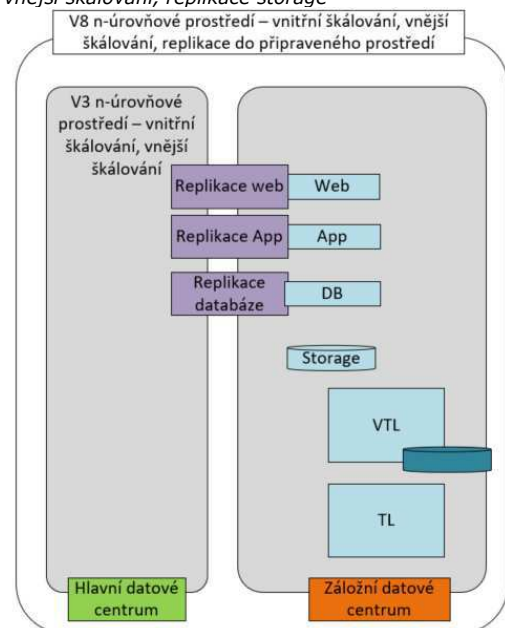 vnější škálování, replikace storage
V8 n-úrovňové prostředí – vnitřní škálování, vnější
škálování, replikace do připraveného prostředí
V3 n-úrovňové
prostředí – vnitřní
škálování, vnější
škálování
Replikace web
Web
Replikace App
App
Replikace
databáze
DB
Storage
VTL
TL
Hlavní datové
centrum
Záložní datové
centrum